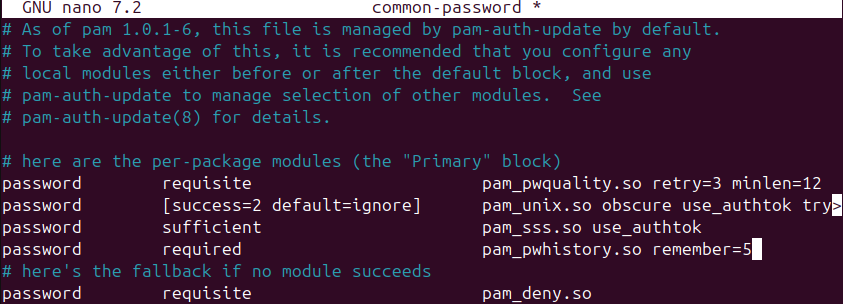 GNU nano 7.2 common-password *
# As of pam 1.0.1-6, this file is managed by pam-auth-update by default.
# To take advantage of this, it is recommended that you configure any
# local modules either before or after the default block, and use
# pam-auth-update to manage selection of other modules.  See
# pam-auth-update(8) for details.
# here are the per-package modules (the "Primary" block)
password requisite pam_pwquality.so retry=3 minlen=12
password [success=2 default=ignore] pam_unix.so obscure use_authtok try>
password sufficient pam_sss.so use_authtok
password required pam_pwhistory.so remember=5
# here's the fallback if no module succeeds
password requisite pam_deny.so